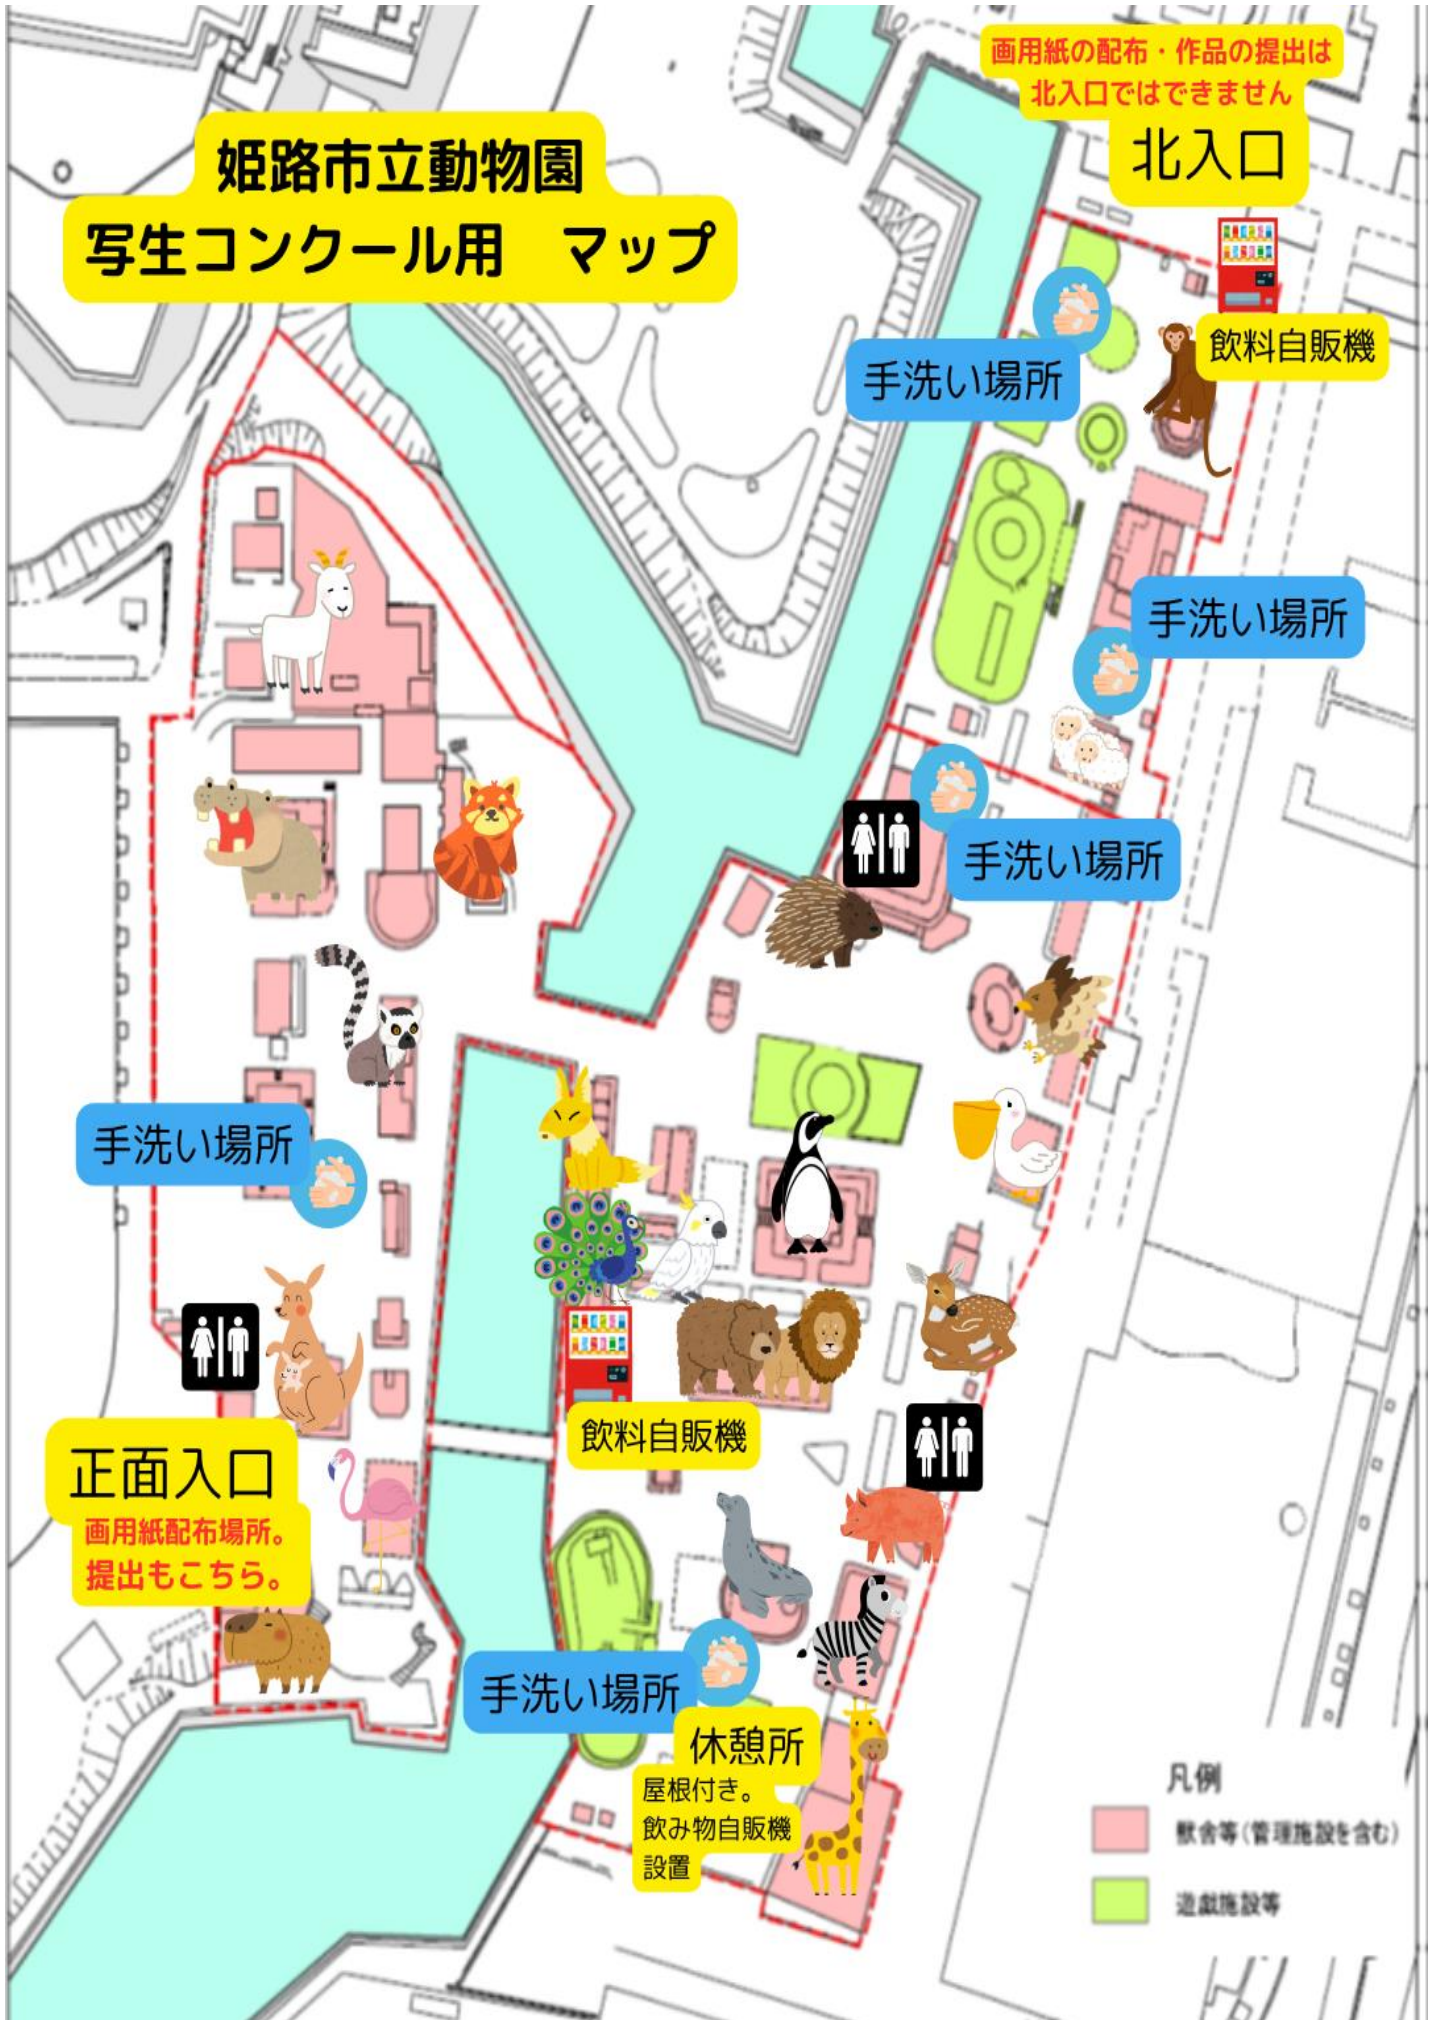 画用紙の配布・作品の提出は
北入口ではできません
北入口
姫路市立動物園
写生コンクール用　マップ
飲料自販機
手洗い場所
手洗い場所
手洗い場所
手洗い場所
飲料自販機
正面入口
画用紙配布場所。
提出もこちら。
手洗い場所
休憩所
屋根付き。
飲み物自販機
設置
凡例
獣舎等(管理施設を含む)
遊戯施設等